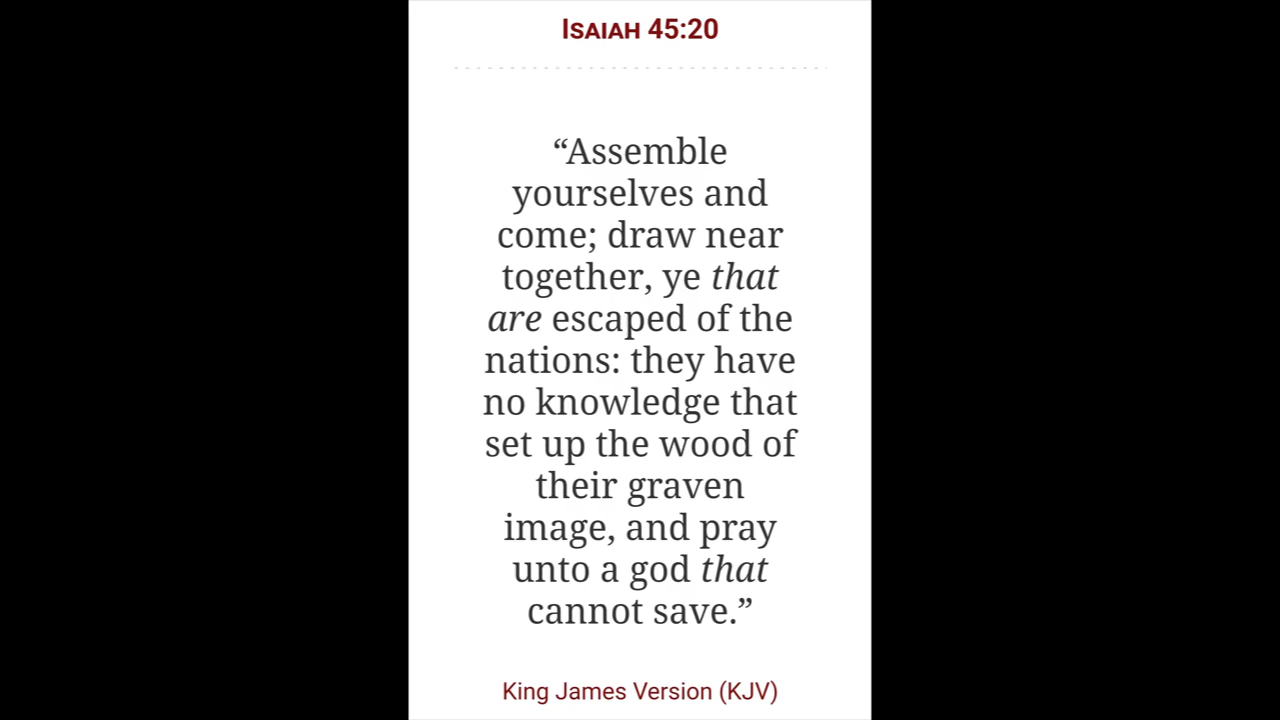 Isaiah 45:20
“Assemble
yourselves and
come; draw near
together, ye that
are escaped of the
nations: they have
no knowledge that
set up the wood of
their graven
image, and pray
unto a god that
cannot save.”
King James Version (KJV)